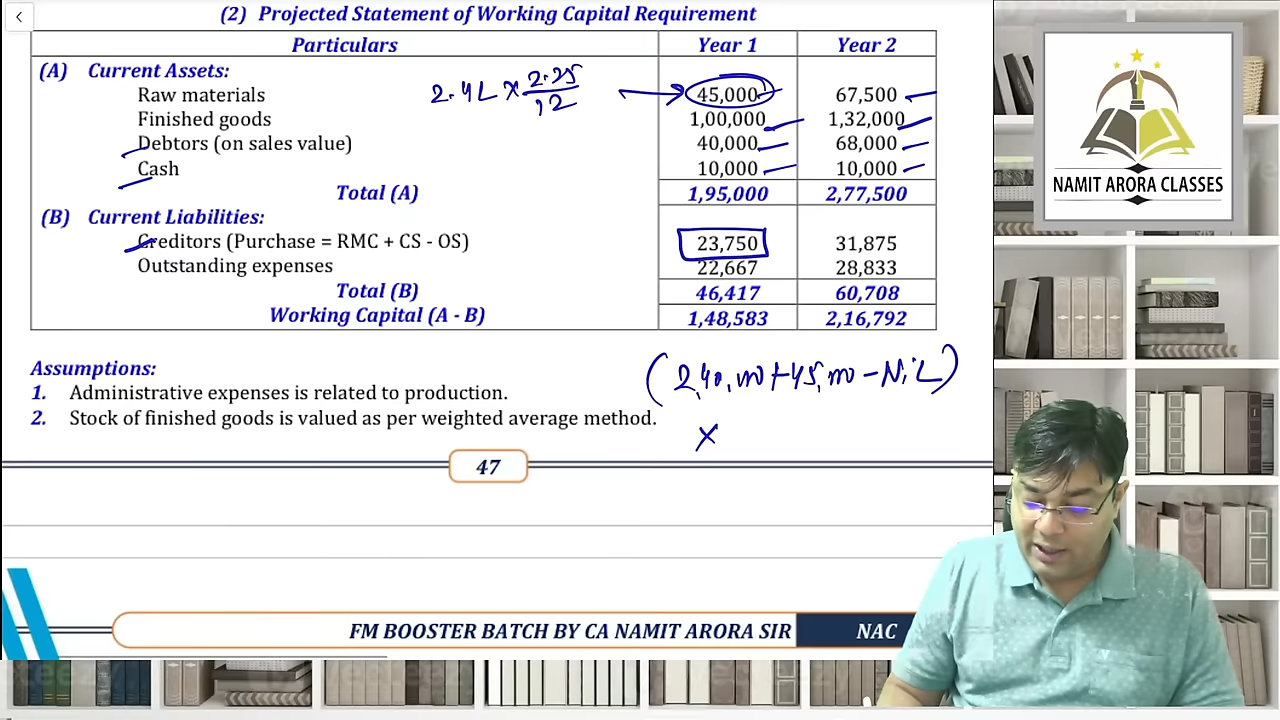 (2) Projected Statement of Working Capital Requirement
Particulars Year 1 Year 2
(A) Current Assets:
Raw materials 2.4L × 2.25/12 → 45,000 67,500
Finished goods 1,00,000 1,32,000
Debtors (on sales value) 40,000 68,000
Cash 10,000 10,000
Total (A) 1,95,000 2,77,500
(B) Current Liabilities:
Creditors (Purchase = RMC + CS - OS) 23,750 31,875
Outstanding expenses 22,667 28,833
Total (B) 46,417 60,708
Working Capital (A - B) 1,48,583 2,16,792
(2,40,000 + 45,000 - NiL)
×
Assumptions:
1. Administrative expenses is related to production.
2. Stock of finished goods is valued as per weighted average method.
47
FM BOOSTER BATCH BY CA NAMIT ARORA SIR NAC
NAMIT ARORA CLASSES